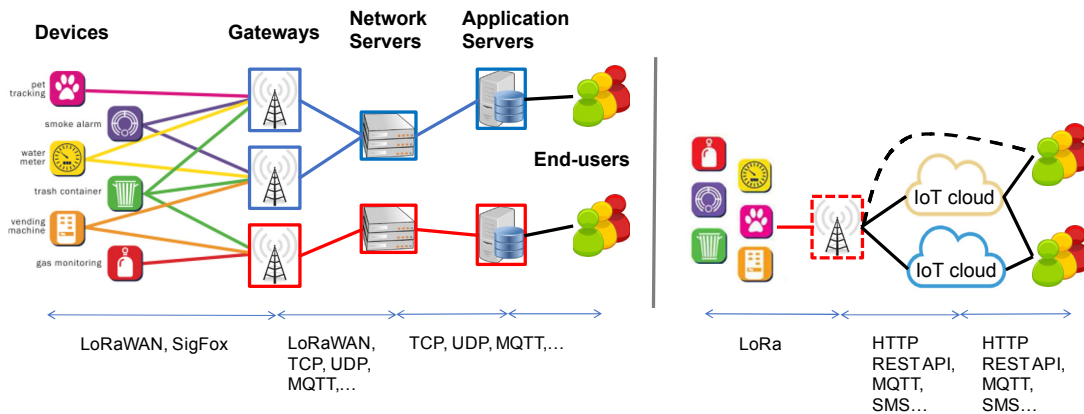 Devices
Gateways
Network
Servers
Application
Servers
pet
tracking
smoke alarm
water
meter
trash container
vending
machine
gas monitoring
End-users
LoRaWAN, SigFox
LoRaWAN,
TCP, UDP,
MQTT,...
TCP, UDP, MQTT,...
IoT cloud
IoT cloud
LoRa
HTTP
REST API,
MQTT,
SMS...
HTTP
REST API,
MQTT,
SMS...